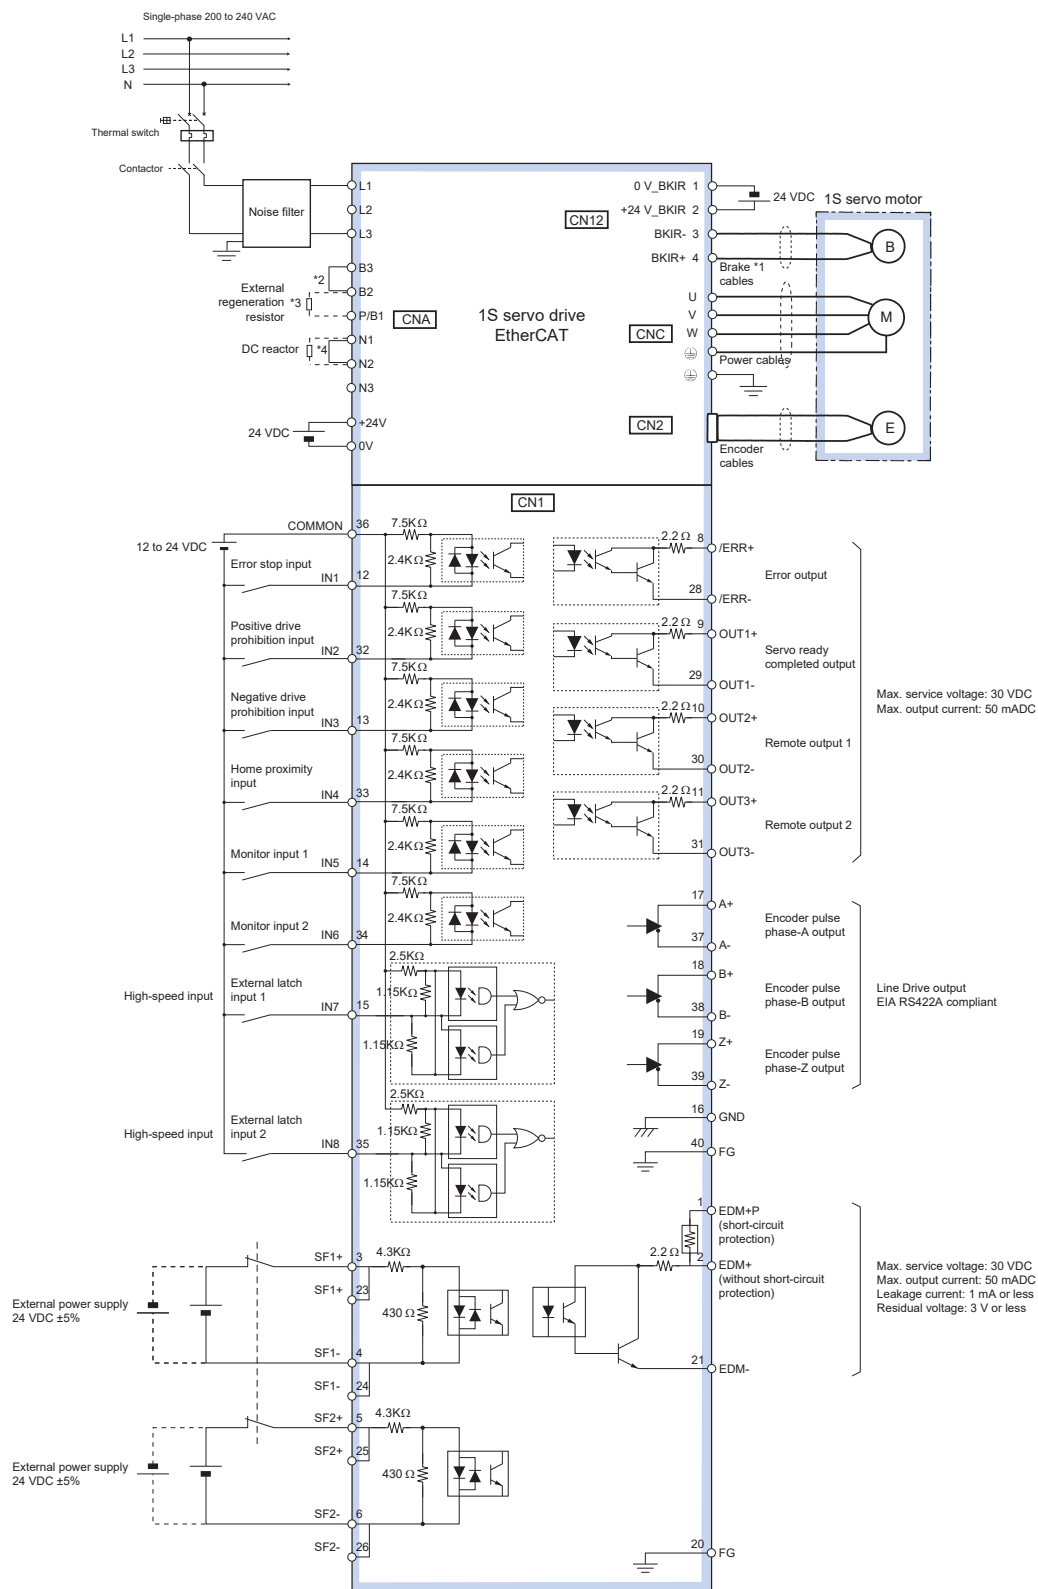 Single-phase 200 to 240 VAC
L1
L2
L3
N
Thermal switch
Contactor
Noise filter
L1
L2
L3
B3
*2
B2
External
regeneration
resistor
*3
P/B1
CNA
N1
DC reactor
*4
N2
N3
+24V
24 VDC
0V
1S servo drive
EtherCAT
0 V_BKIR 1
24 VDC
+24 V_BKIR 2
CN12
BKIR- 3
BKIR+ 4
Brake *1
cables
1S servo motor
B
U
V
W
CNC
Power cables
M
CN2
Encoder
cables
E
CN1
COMMON
36
7.5KΩ
12 to 24 VDC
2.4KΩ
Error stop input
IN1
12
7.5KΩ
Positive drive
prohibition input
2.4KΩ
IN2
32
7.5KΩ
Negative drive
prohibition input
2.4KΩ
IN3
13
7.5KΩ
Home proximity
input
2.4KΩ
IN4
33
7.5KΩ
Monitor input 1
2.4KΩ
IN5
14
7.5KΩ
Monitor input 2
2.4KΩ
IN6
34
2.5KΩ
High-speed input
External latch
input 1
1.15KΩ
IN7
15
1.15KΩ
2.5KΩ
High-speed input
External latch
input 2
1.15KΩ
IN8
35
1.15KΩ
2.2 Ω
8
/ERR+
Error output
28
/ERR-
2.2 Ω
9
OUT1+
Servo ready
completed output
29
OUT1-
2.2 Ω
10
OUT2+
Remote output 1
30
OUT2-
2.2 Ω
11
OUT3+
Remote output 2
31
OUT3-
Max. service voltage: 30 VDC
Max. output current: 50 mADC
17
A+
Encoder pulse
phase-A output
37
A-
18
B+
Encoder pulse
phase-B output
38
B-
19
Z+
Encoder pulse
phase-Z output
39
Z-
Line Drive output
EIA RS422A compliant
16
GND
40
FG
1
EDM+P
(short-circuit
protection)
2.2 Ω
2
EDM+
(without short-circuit
protection)
21
EDM-
Max. service voltage: 30 VDC
Max. output current: 50 mADC
Leakage current: 1 mA or less
Residual voltage: 3 V or less
SF1+
3
4.3KΩ
SF1+
23
External power supply
24 VDC ±5%
430 Ω
SF1-
4
SF1-
24
SF2+
5
4.3KΩ
SF2+
25
External power supply
24 VDC ±5%
430 Ω
SF2-
6
SF2-
26
20
FG